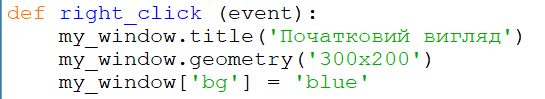 def right_click (event):
    my_window.title('Початковий вигляд')
    my_window.geometry('300x200')
    my_window['bg'] = 'blue'